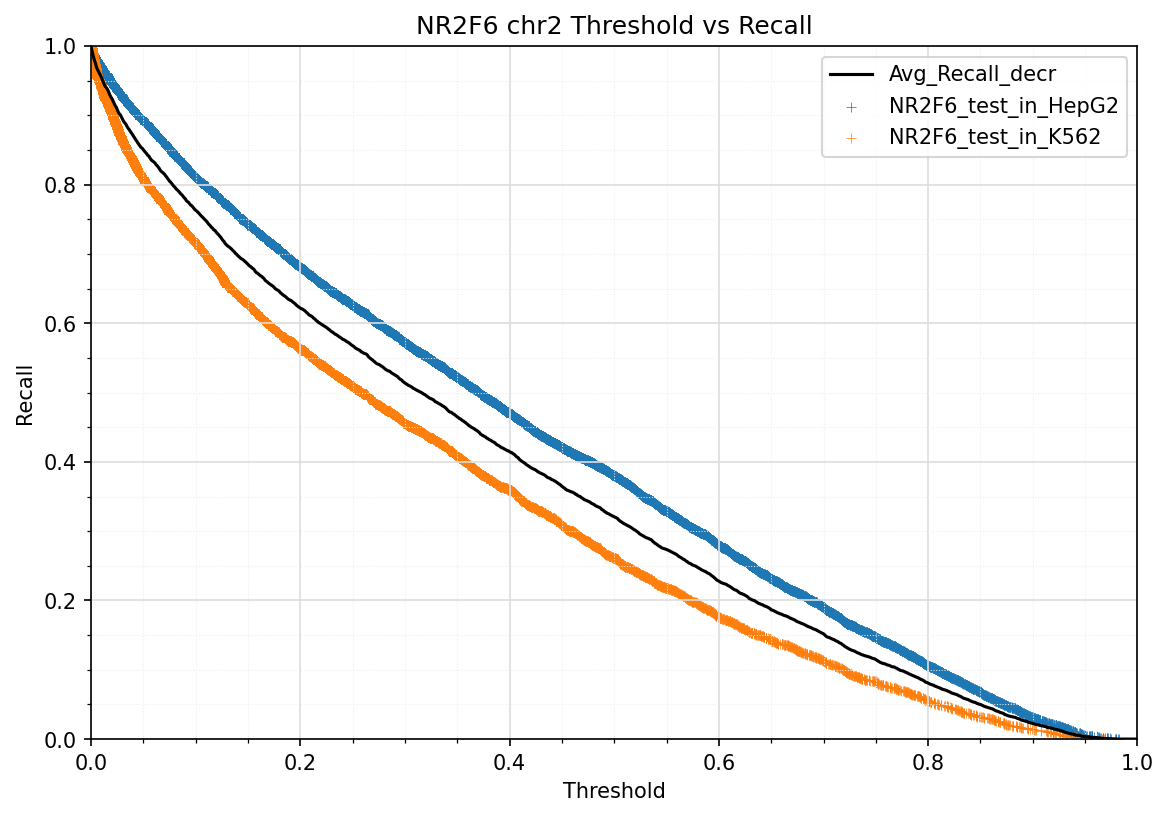 NR2F6 chr2 Threshold vs Recall
Avg_Recall_decr
NR2F6_test_in_HepG2
NR2F6_test_in_K562
Recall
1.0
0.8
0.6
0.4
0.2
0.0
0.0 0.2 0.4 0.6 0.8 1.0
Threshold